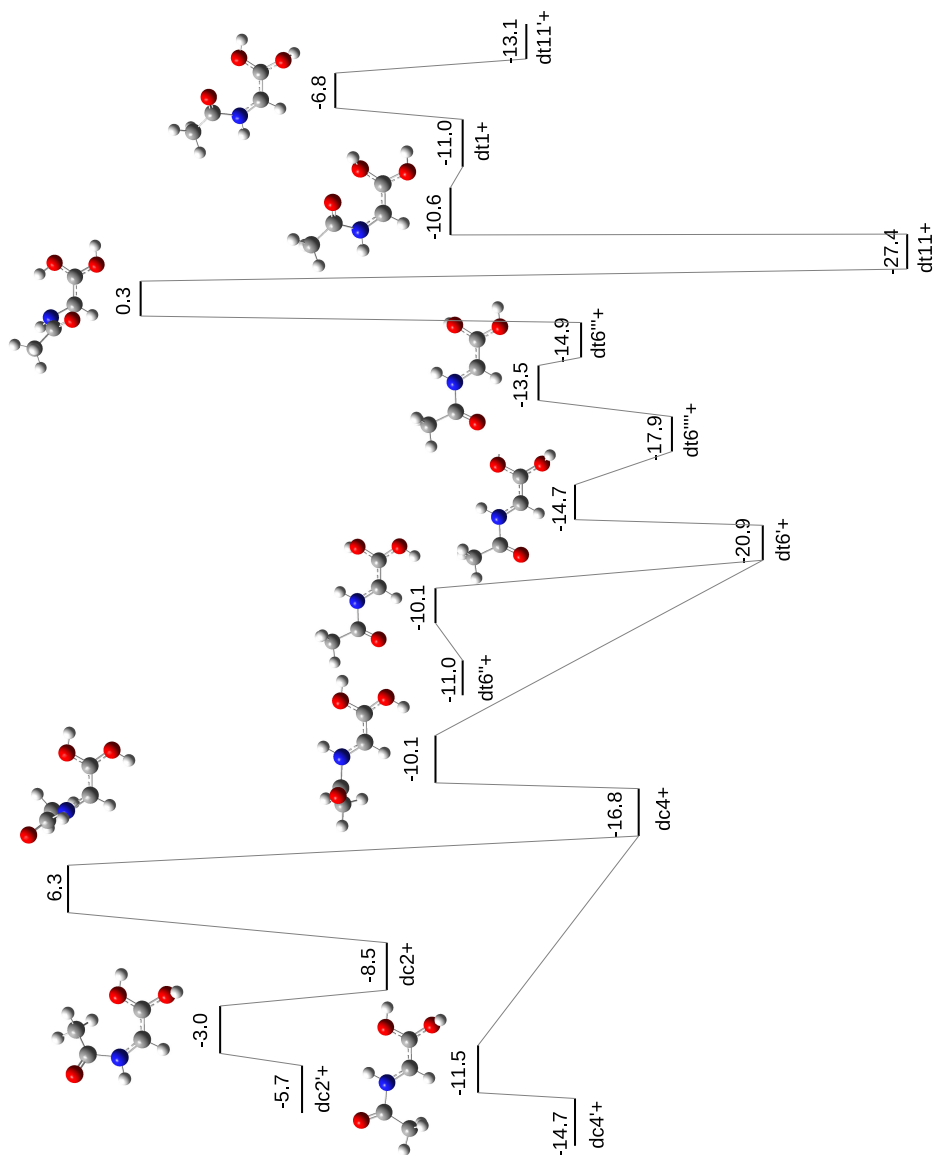 -14.7
dc4'+
-11.5
-5.7
dc2'+
-3.0
-8.5
dc2+
6.3
-16.8
dc4+
-10.1
-11.0
dt6''+
-10.1
-20.9
dt6'+
-14.7
-17.9
dt6''''+
-13.5
-14.9
dt6'''+
0.3
-27.4
dt11+
-10.6
-11.0
dt1+
-6.8
-13.1
dt11'+